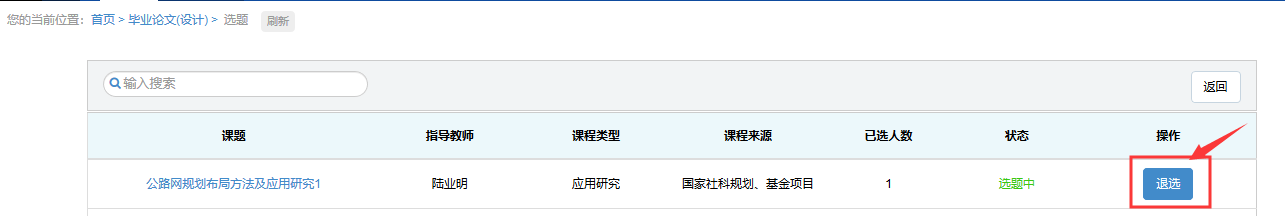 您的当前位置：首页 > 毕业论文(设计) > 选题 刷新
输入搜索 返回
课题 指导教师 课程类型 课程来源 已选人数 状态 操作
公路网规划布局方法及应用研究1 陆业明 应用研究 国家社科规划、基金项目 1 选题中 退选